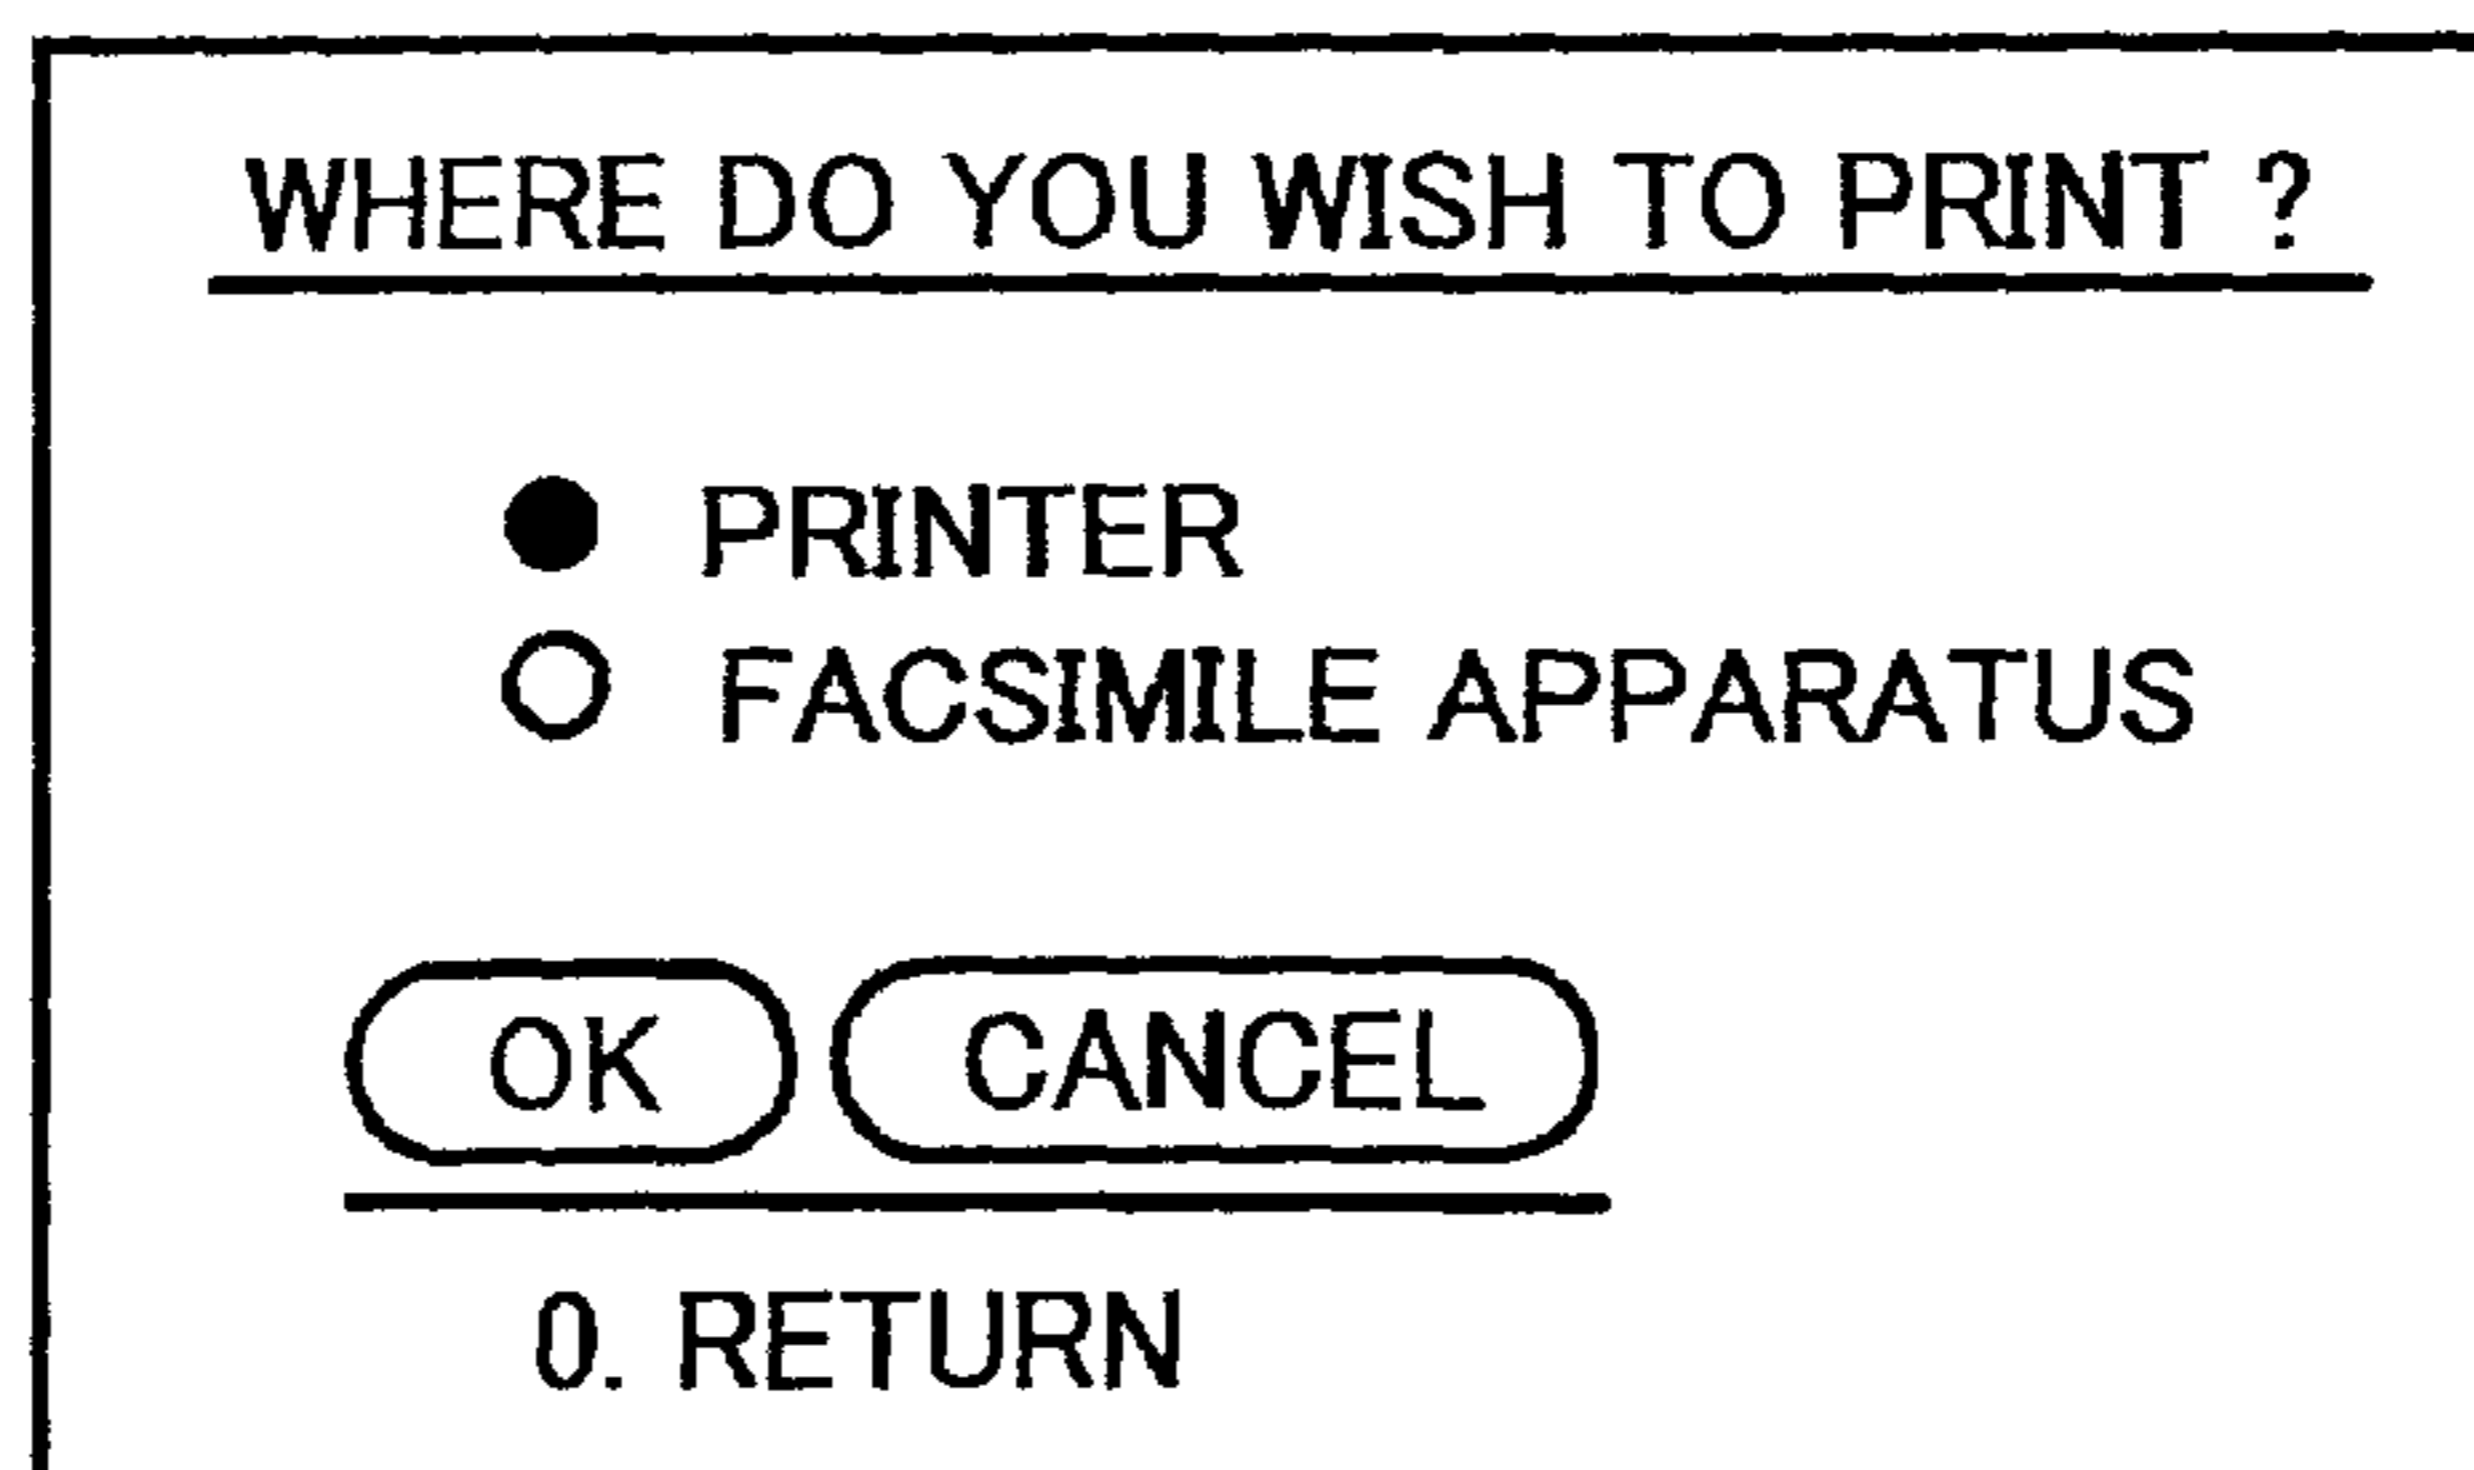 WHERE DO YOU WISH TO PRINT ?
PRINTER
FACSIMILE APPARATUS
OK CANCEL
0. RETURN